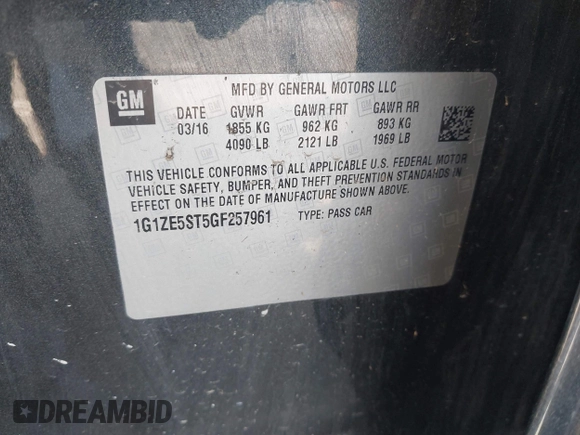 MFD BY GENERAL MOTORS LLC
GM
DATE GVWR GAWR FRT GAWR RR
03/16 1855 KG 962 KG 893 KG
4090 LB 2121 LB 1969 LB
THIS VEHICLE CONFORMS TO ALL APPLICABLE U.S. FEDERAL MOTOR
VEHICLE SAFETY, BUMPER, AND THEFT PREVENTION STANDARDS IN
EFFECT ON THE DATE OF MANUFACTURE SHOWN ABOVE.
1G1ZE5ST5GF257961 TYPE: PASS CAR
DREAMBID